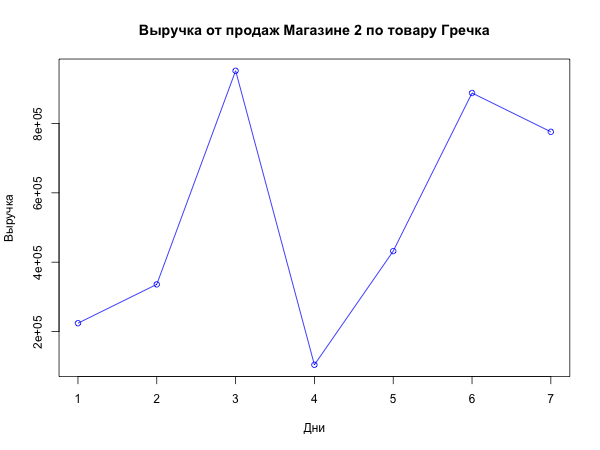 Выручка от продаж Магазине 2 по товару Гречка
Выручка
8e+05
6e+05
4e+05
2e+05
1 2 3 4 5 6 7
Дни